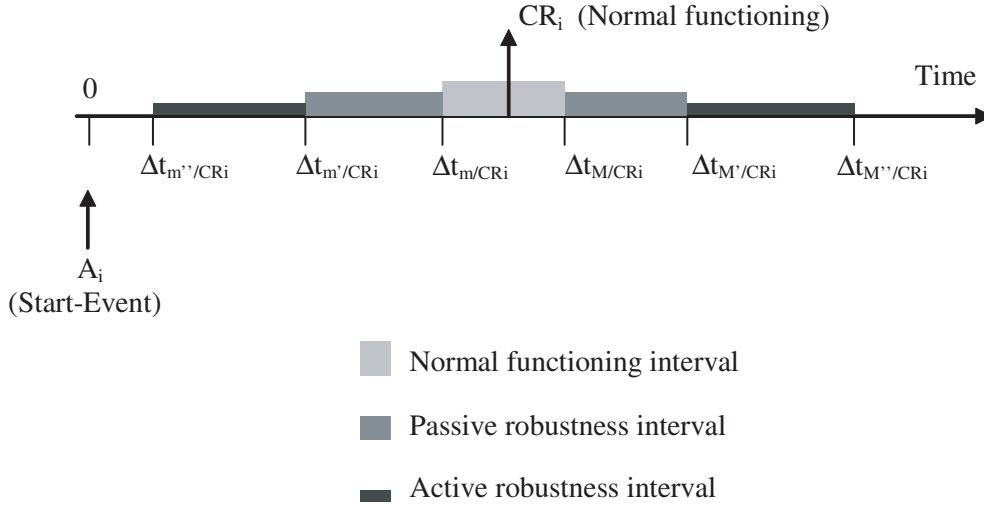 CRi (Normal functioning)
0
Time
Δtm’’/CRi
Δtm'/CRi
Δtm/CRi
ΔtM/CRi
ΔtM'/CRi
ΔtM’’/CRi
Ai
(Start-Event)
Normal functioning interval
Passive robustness interval
Active robustness interval